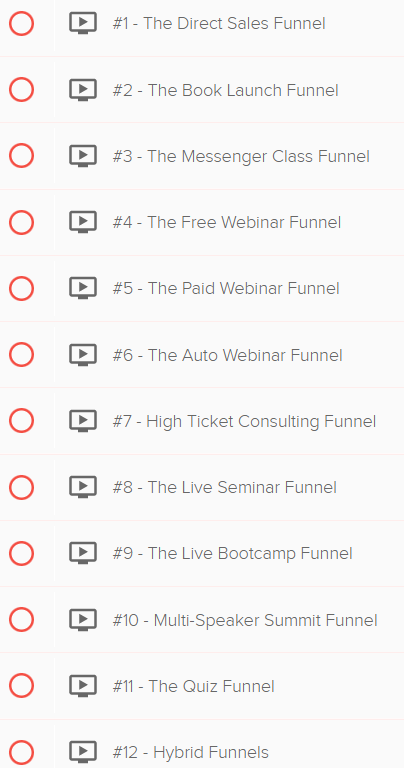 #1 - The Direct Sales Funnel
#2 - The Book Launch Funnel
#3 - The Messenger Class Funnel
#4 - The Free Webinar Funnel
#5 - The Paid Webinar Funnel
#6 - The Auto Webinar Funnel
#7 - High Ticket Consulting Funnel
#8 - The Live Seminar Funnel
#9 - The Live Bootcamp Funnel
#10 - Multi-Speaker Summit Funnel
#11 - The Quiz Funnel
#12 - Hybrid Funnels